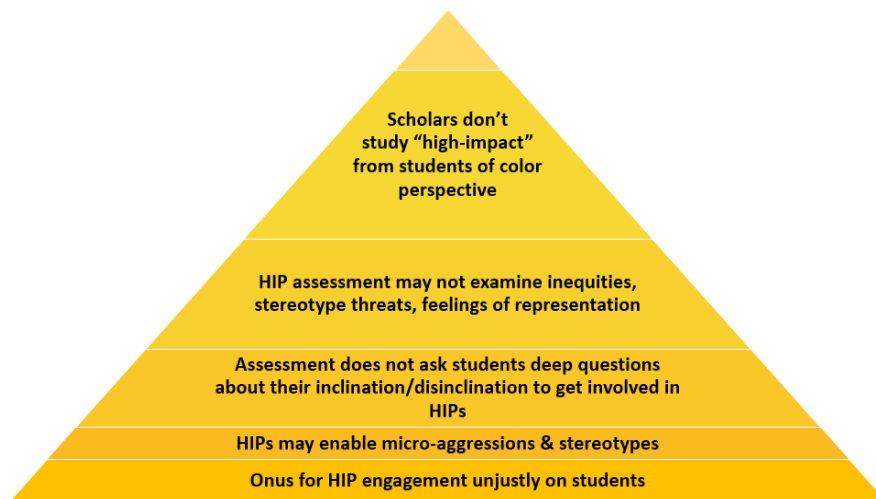 Scholars don’t
study “high-impact”
from students of color
perspective
HIP assessment may not examine inequities,
stereotype threats, feelings of representation
Assessment does not ask students deep questions
about their inclination/disinclination to get involved in
HIPs
HIPs may enable micro-aggressions & stereotypes
Onus for HIP engagement unjustly on students